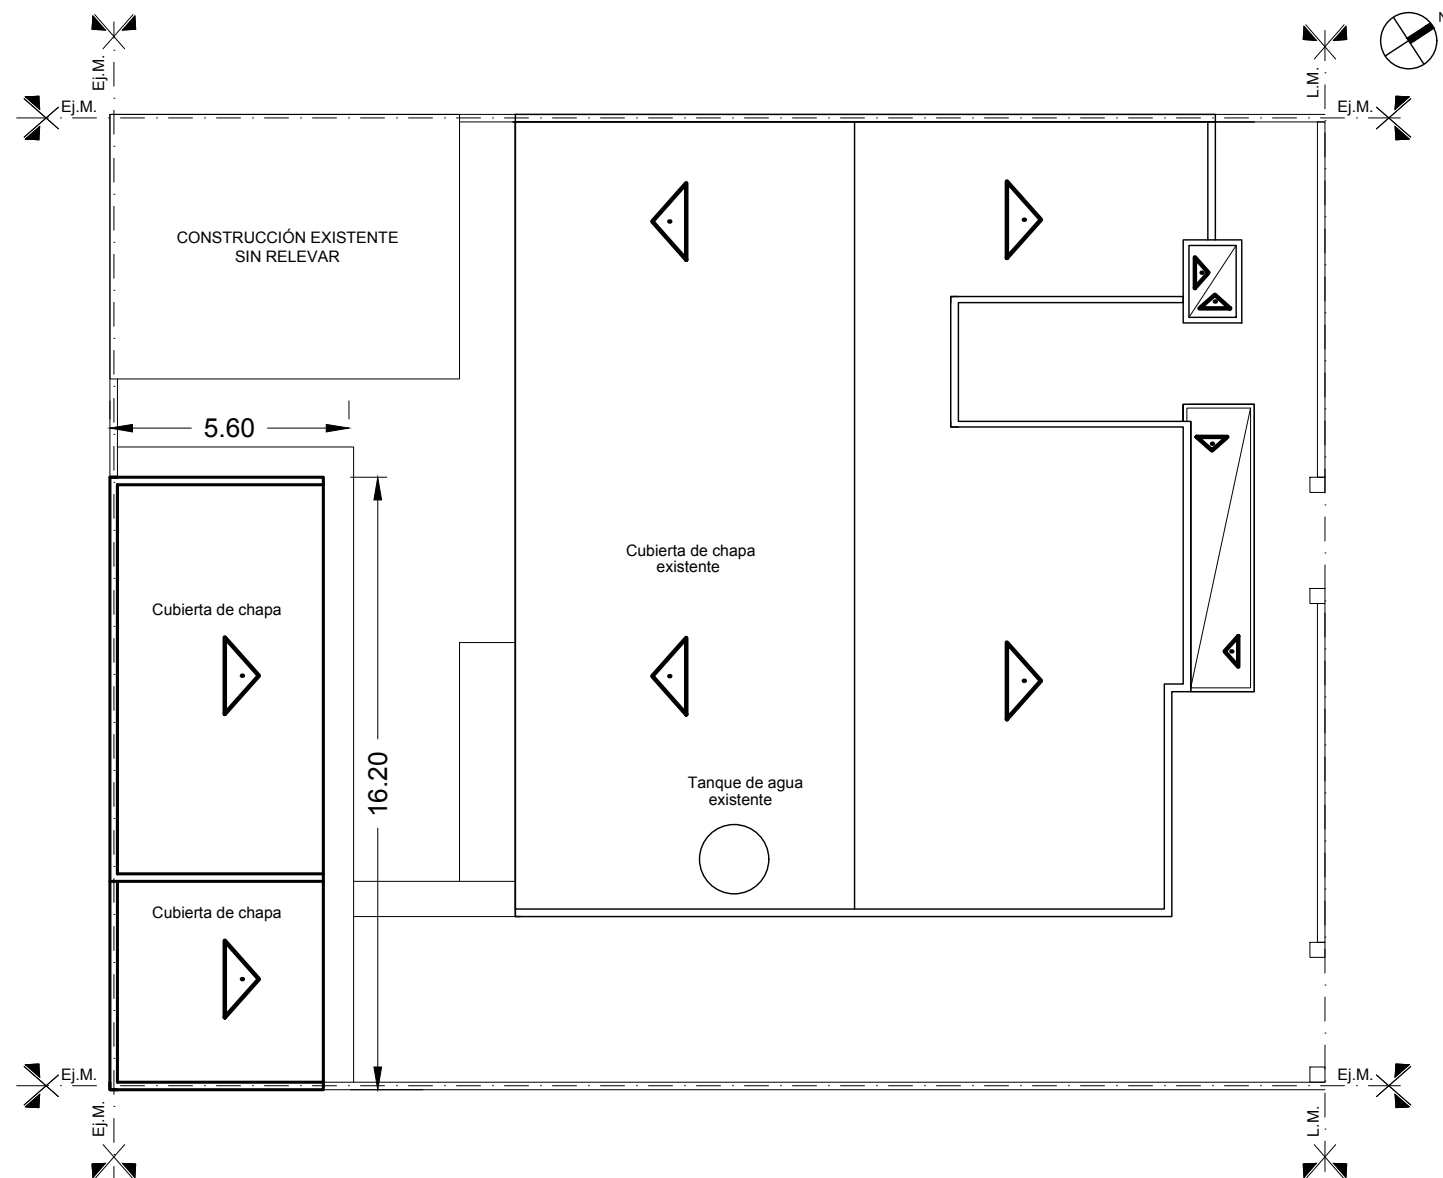 N
Ej.M.
L.M.
Ej.M.
Ej.M.
CONSTRUCCIÓN EXISTENTE
SIN RELEVAR
5.60
Cubierta de chapa
existente
Cubierta de chapa
16.20
Tanque de agua
existente
Cubierta de chapa
Ej.M.
Ej.M.
Ej.M.
L.M.